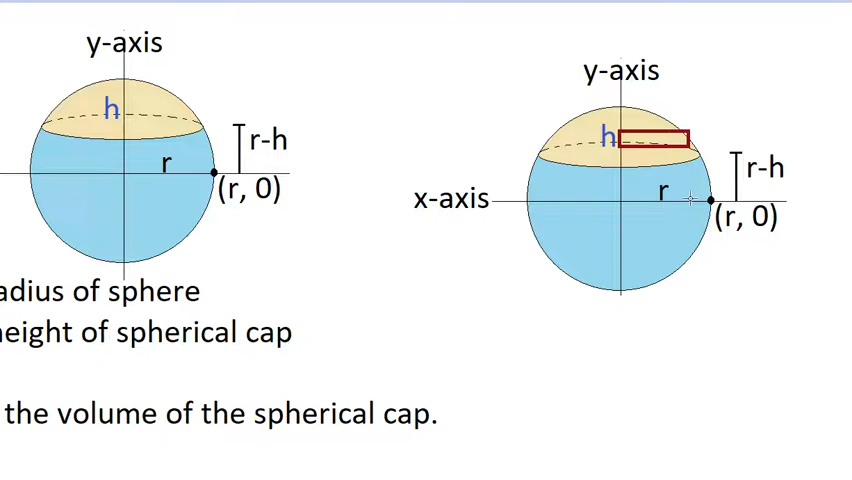 y-axis
h
r-h
r
(r, 0)
y-axis
h
r-h
x-axis
r
(r, 0)
adius of sphere
height of spherical cap
the volume of the spherical cap.